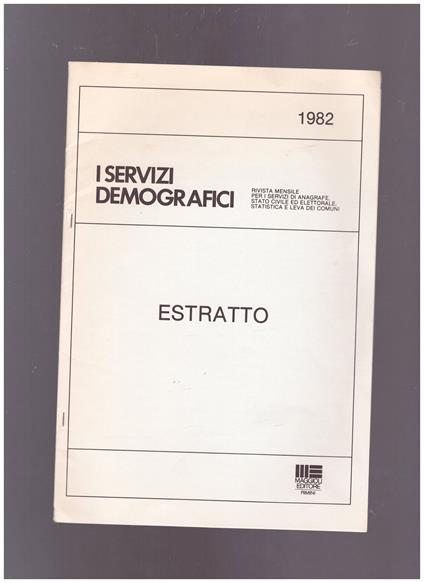 1982
I SERVIZI
DEMOGRAFICI
RIVISTA MENSILE
PER I SERVIZI DI ANAGRAFE,
STATO CIVILE ED ELETTORALE,
STATISTICA E LEVA DEI COMUNI
ESTRATTO
MAGGIOLI
EDITORE
RIMINI